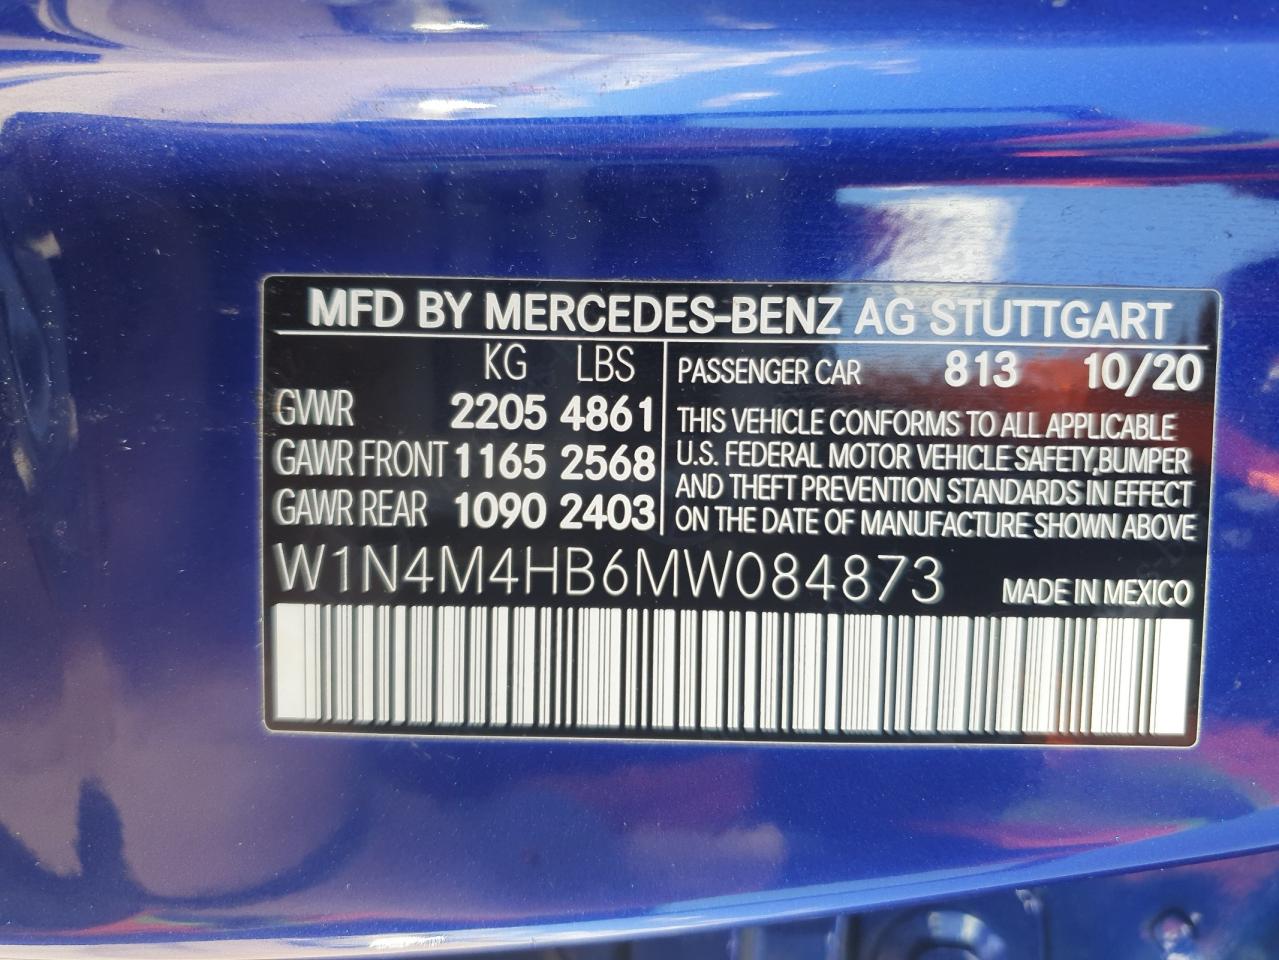 MFD BY MERCEDES-BENZ AG STUTTGART
KG LBS
GVWR 2205 4861
GAWR FRONT 1165 2568
GAWR REAR 1090 2403
PASSENGER CAR 813 10/20
THIS VEHICLE CONFORMS TO ALL APPLICABLE
U.S. FEDERAL MOTOR VEHICLE SAFETY,BUMPER
AND THEFT PREVENTION STANDARDS IN EFFECT
ON THE DATE OF MANUFACTURE SHOWN ABOVE
W1N4M4HB6MW084873 MADE IN MEXICO